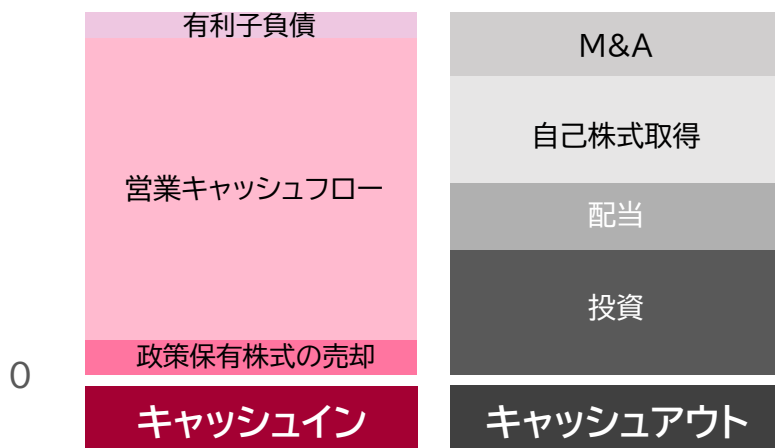 有利子負債
営業キャッシュフロー
政策保有株式の売却
0
キャッシュイン
M&A
自己株式取得
配当
投資
キャッシュアウト